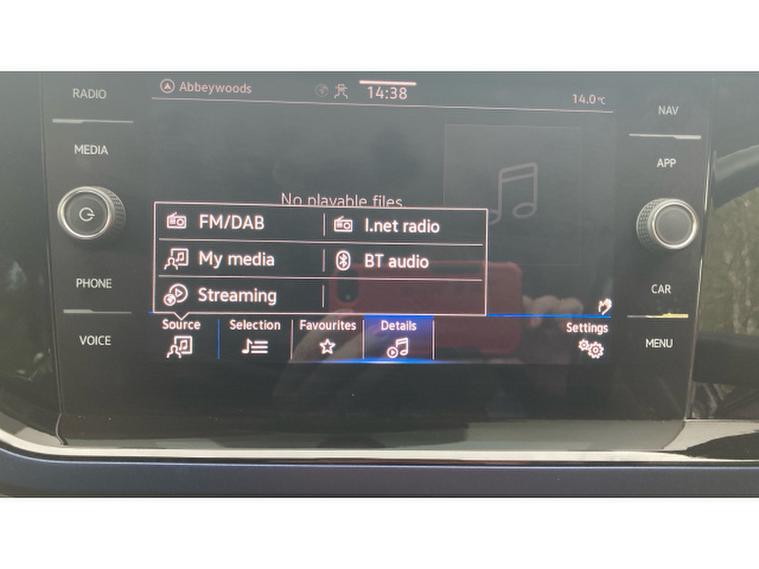 RADIO
MEDIA
PHONE
VOICE
Abbeywoods
14:38
14.0°C
No playable files
FM/DAB
I.net radio
My media
BT audio
Streaming
Source
Selection
Favourites
Details
Settings
NAV
APP
CAR
MENU